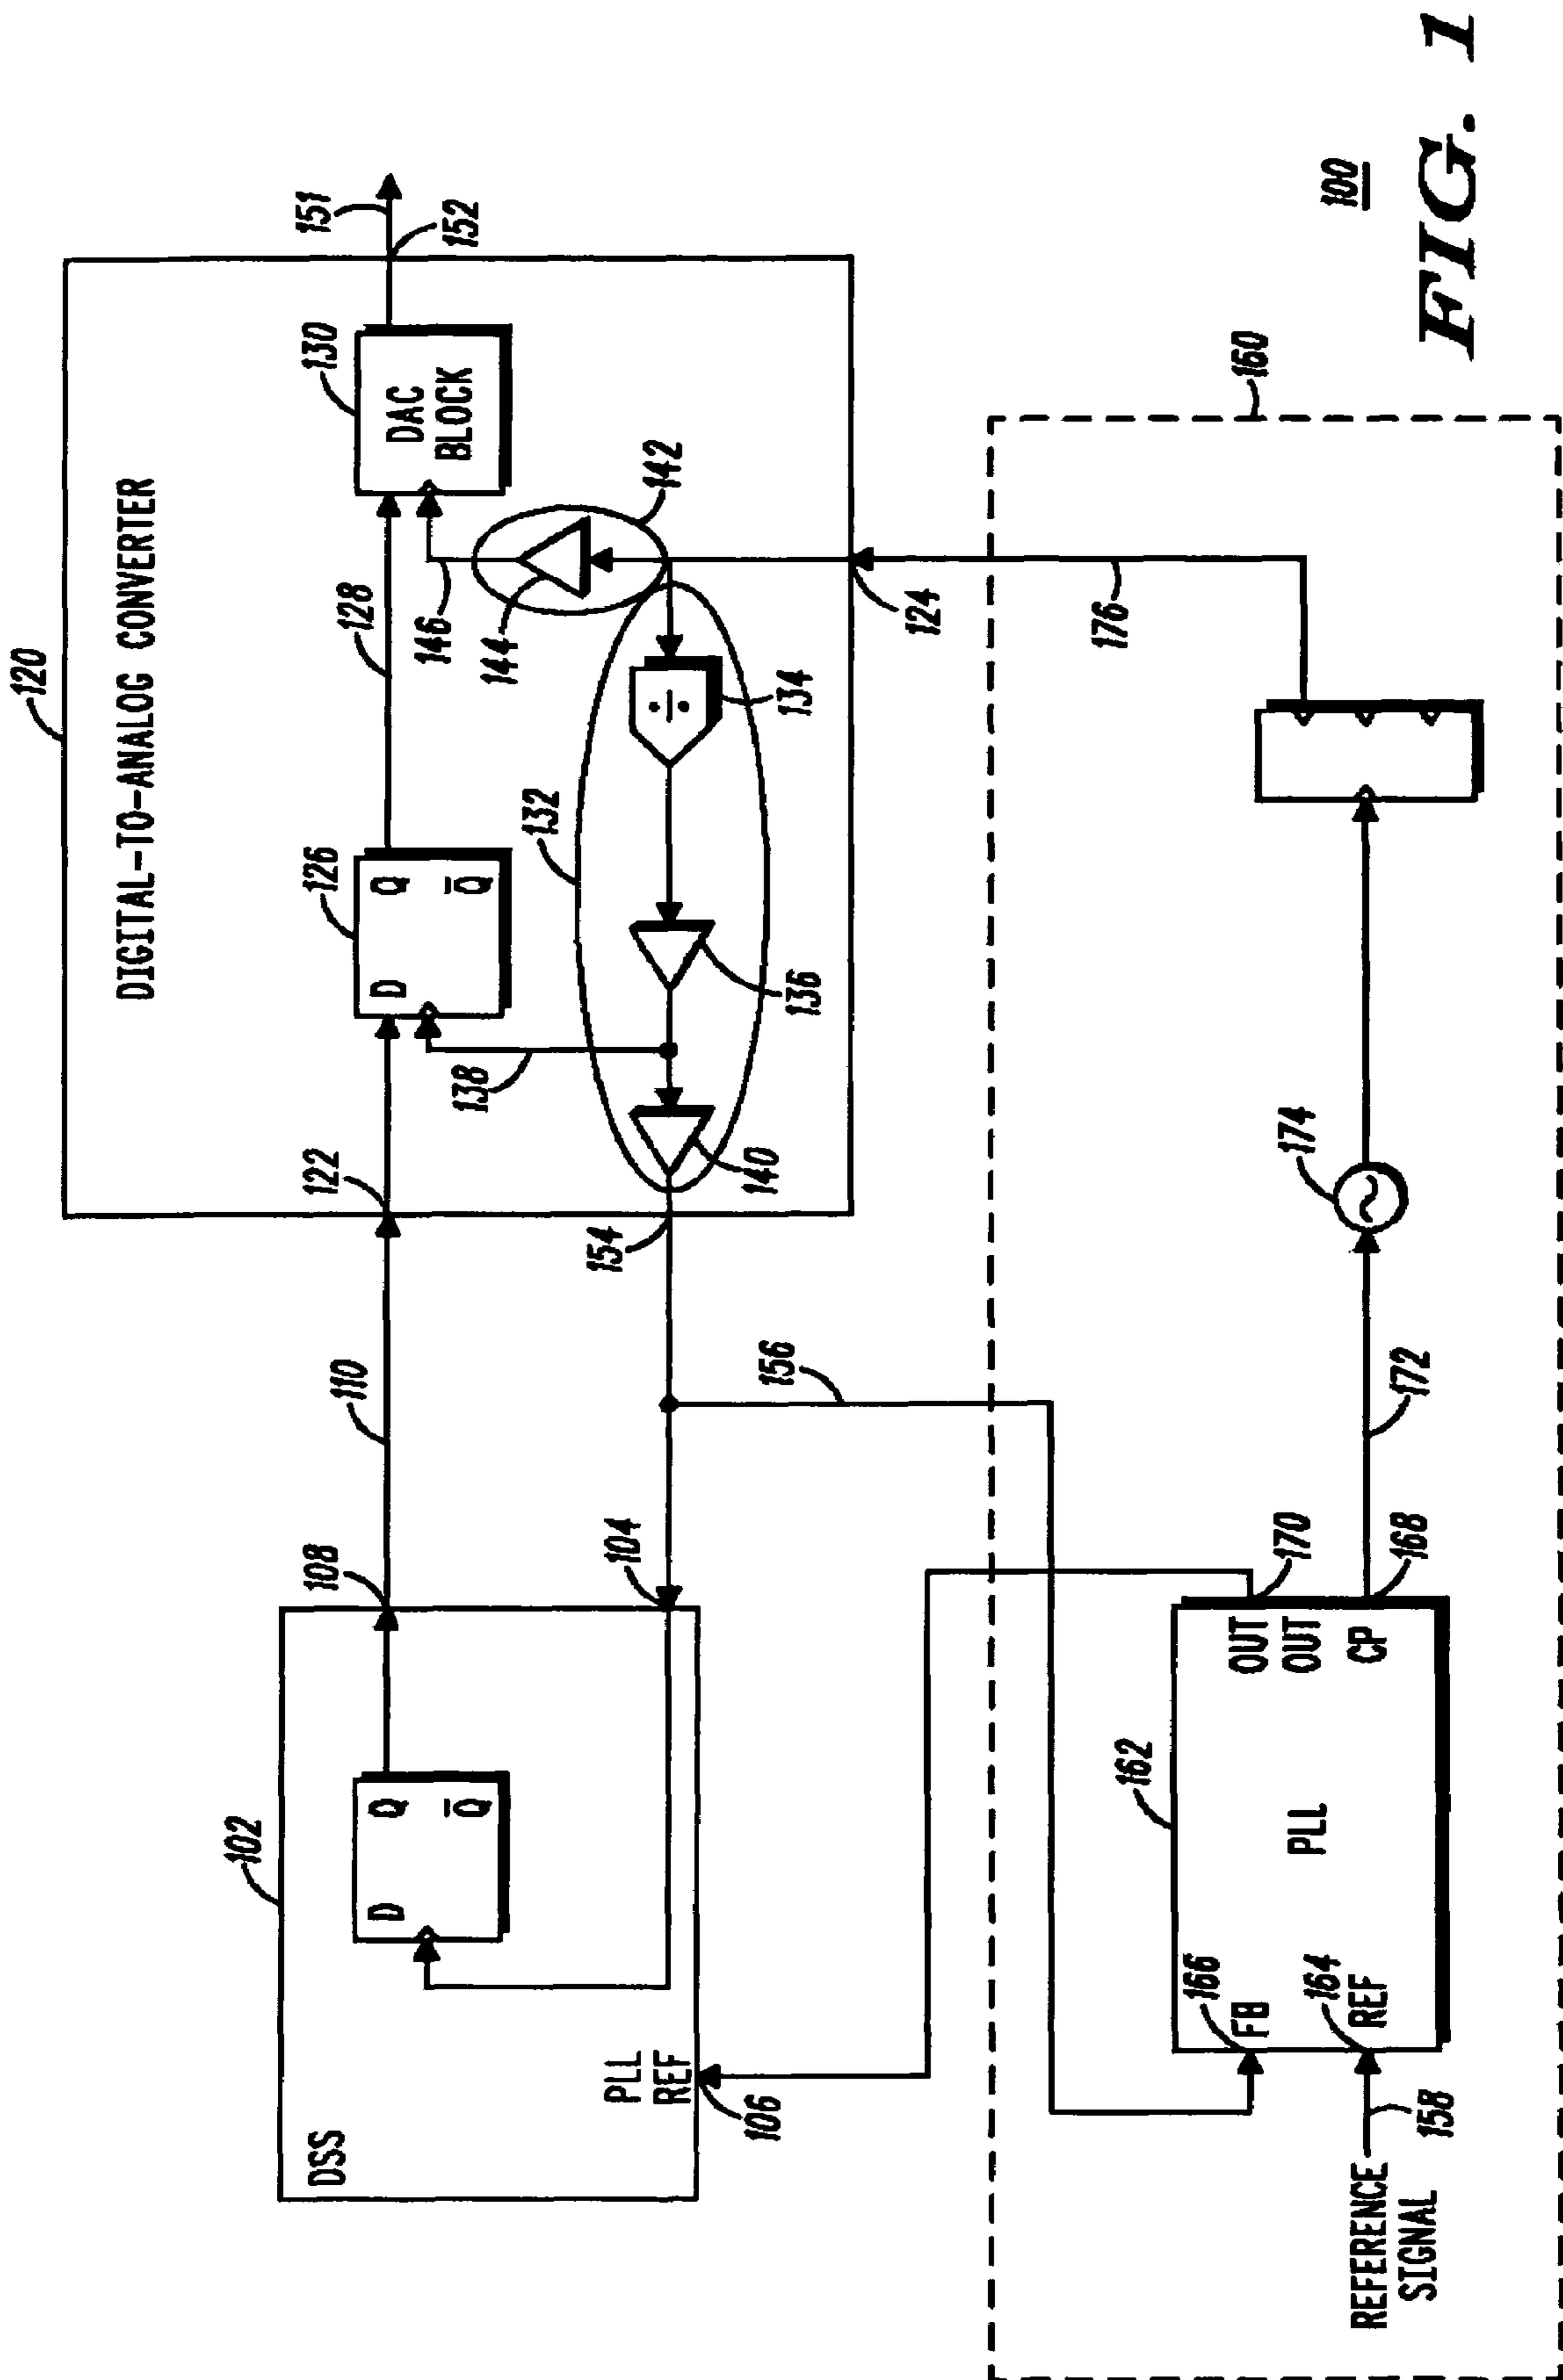 120
DIGITAL-TO-ANALOG CONVERTER
102
DSS
D
Q
Q̅
108
110
122
126
D
Q
Q̅
128
130
DAC
BLOCK
151
152
138
146
144
142
132
134
136
140
154
104
PLL
REF
106
156
124
176
160
162
166
FB
164
REF
PLL
OUT
OUT
CP
170
168
172
174
REFERENCE
SIGNAL
158
100
FIG. 1